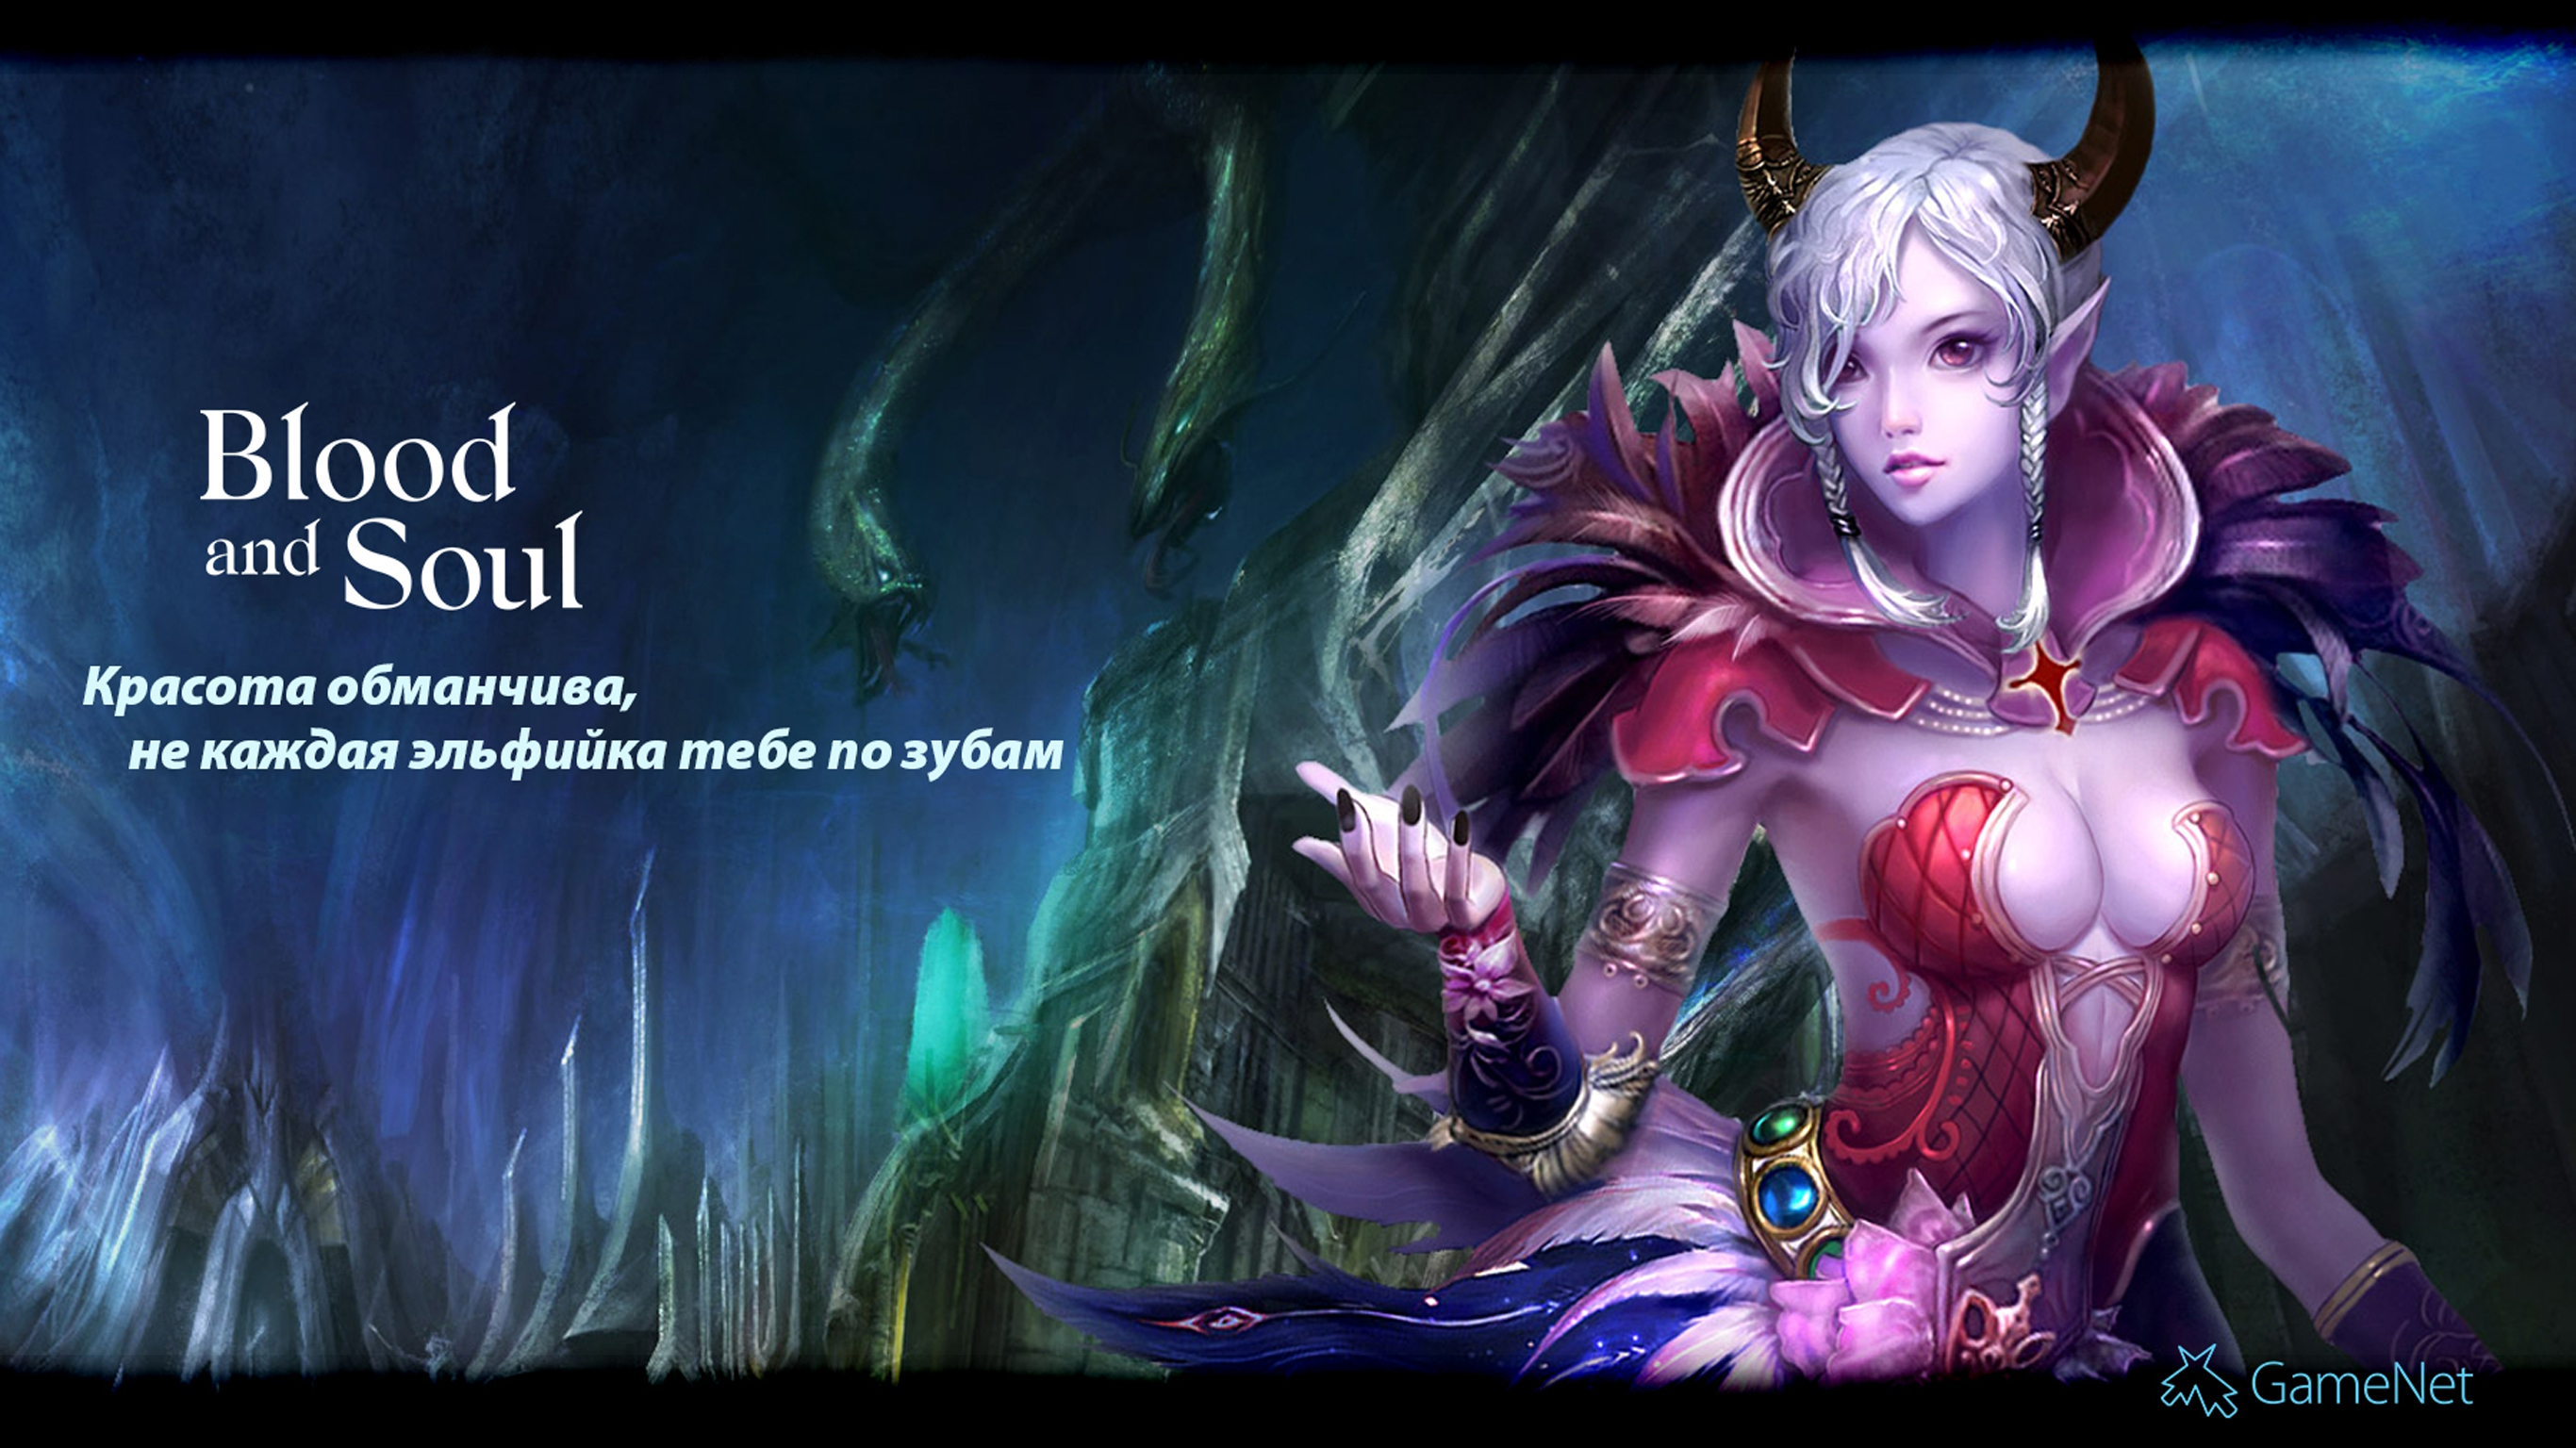 Blood
and Soul
Красота обманчива,
не каждая эльфийка тебе по зубам
GameNet